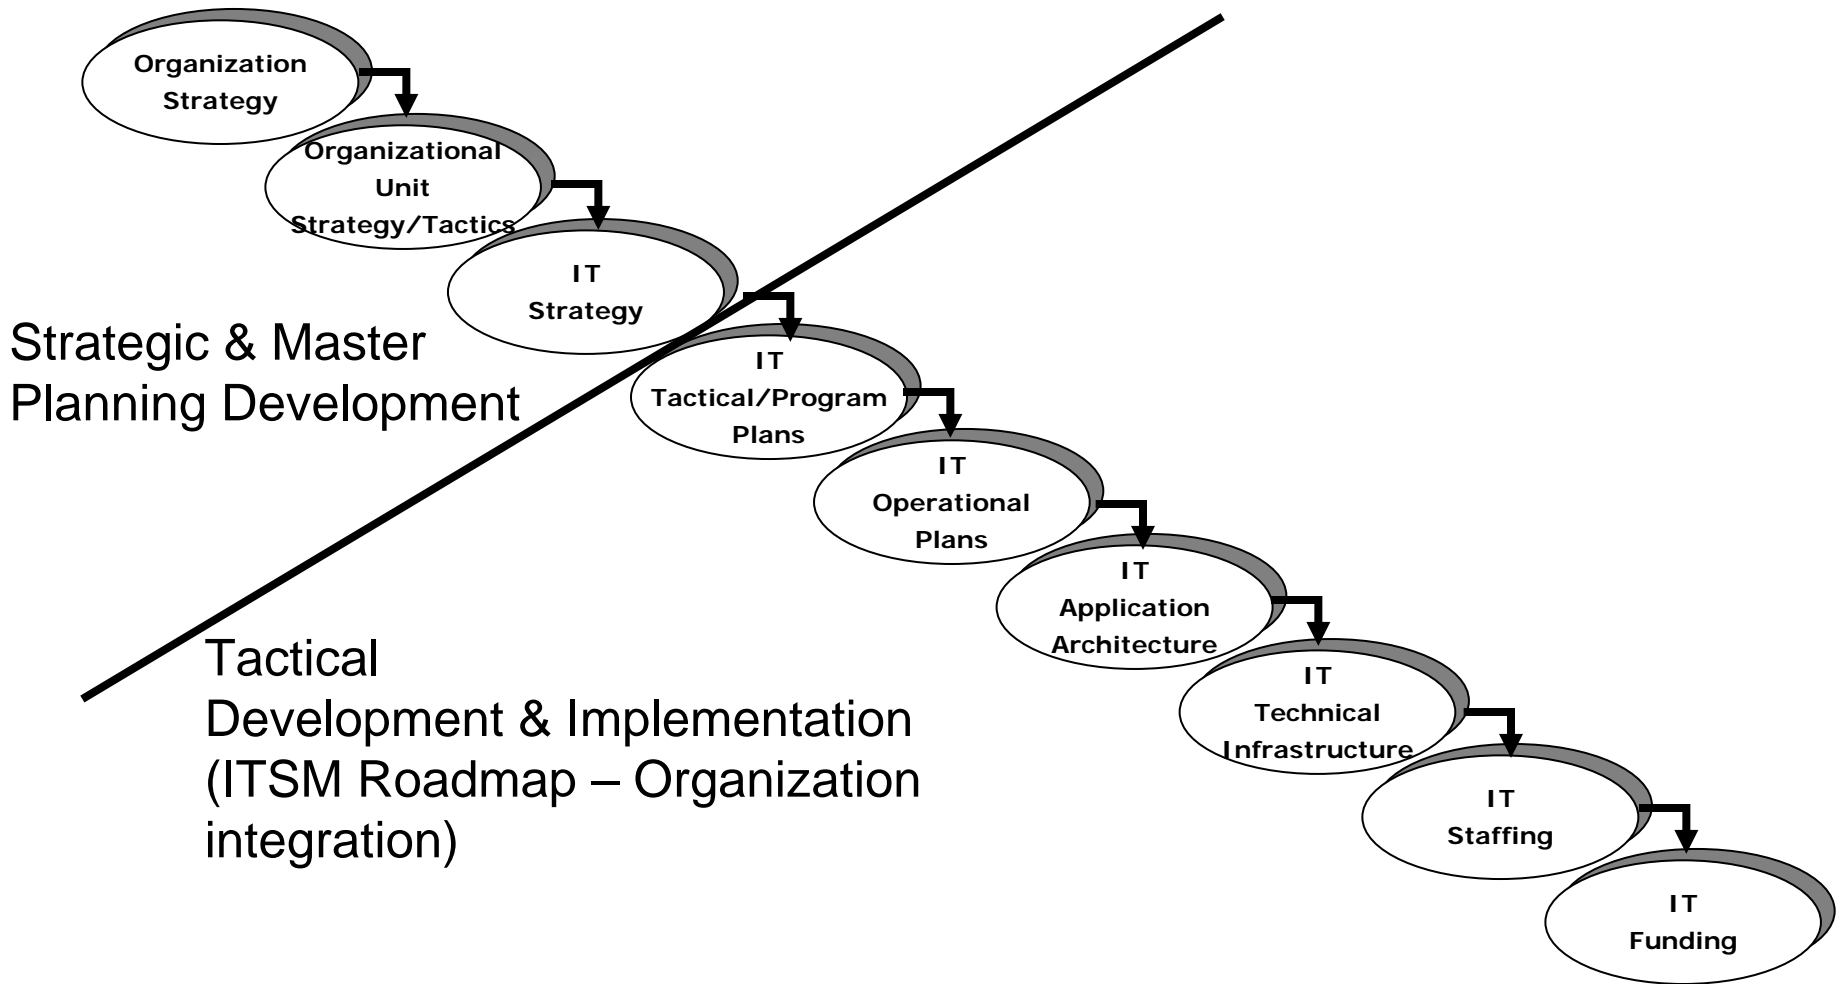 Organization
Strategy
Organizational
Unit
Strategy/Tactics
IT
Strategy
Strategic & Master
Planning Development
IT
Tactical/Program
Plans
IT
Operational
Plans
IT
Application
Architecture
Tactical
Development & Implementation
(ITSM Roadmap – Organization
integration)
IT
Technical
Infrastructure
IT
Staffing
IT
Funding